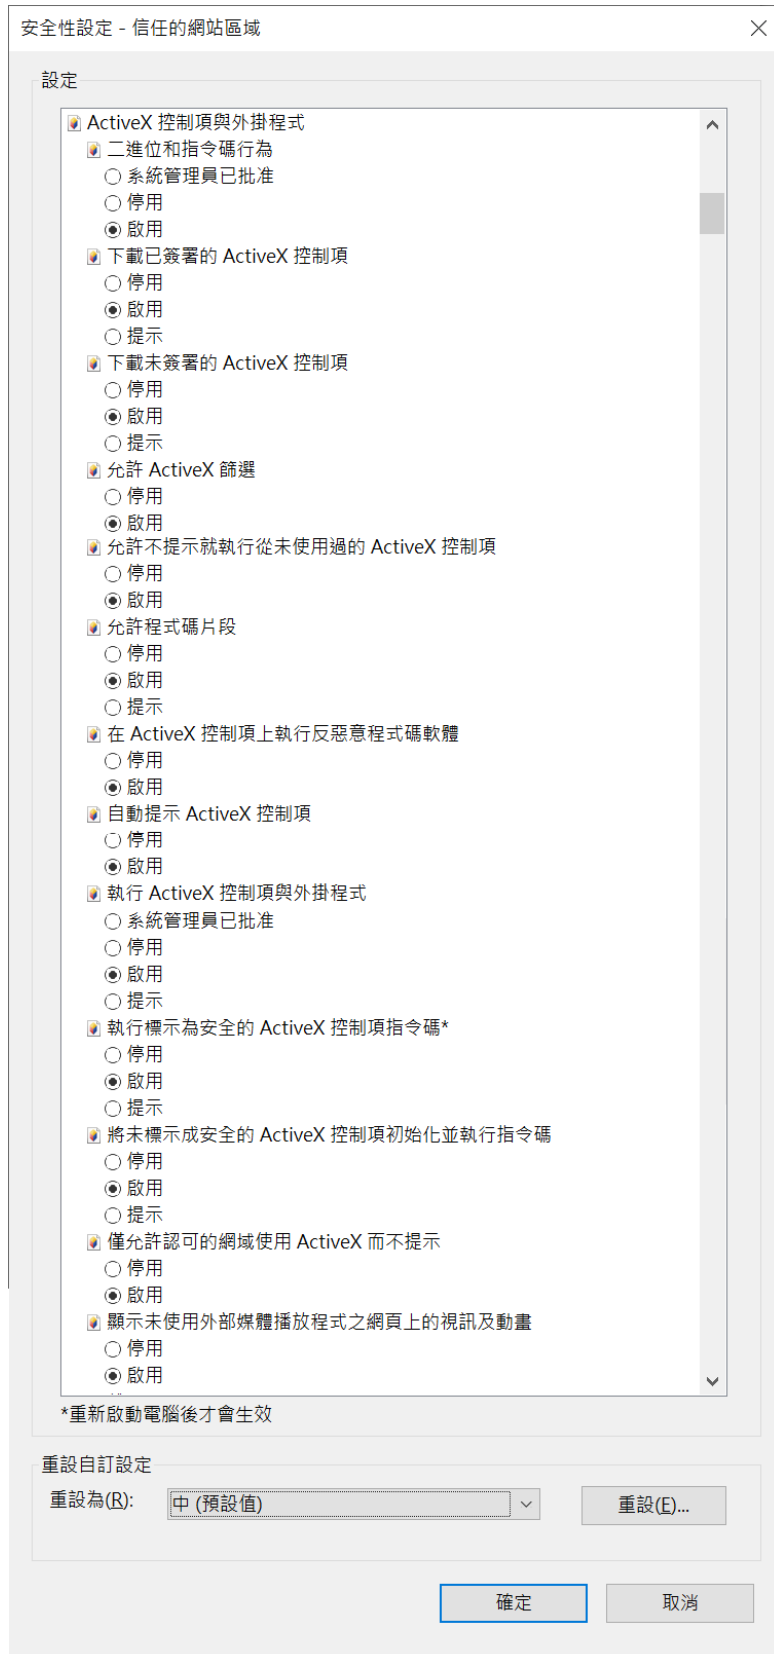 安全性設定 - 信任的網站區域
設定
ActiveX 控制項與外掛程式
二進位和指令碼行為
系統管理員已批准
停用
啟用
下載已簽署的 ActiveX 控制項
停用
啟用
提示
下載未簽署的 ActiveX 控制項
停用
啟用
提示
允許 ActiveX 篩選
停用
啟用
允許不提示就執行從未使用過的 ActiveX 控制項
停用
啟用
允許程式碼片段
停用
啟用
提示
在 ActiveX 控制項上執行反惡意程式碼軟體
停用
啟用
自動提示 ActiveX 控制項
停用
啟用
執行 ActiveX 控制項與外掛程式
系統管理員已批准
停用
啟用
提示
執行標示為安全的 ActiveX 控制項指令碼*
停用
啟用
提示
將未標示成安全的 ActiveX 控制項初始化並執行指令碼
停用
啟用
提示
僅允許認可的網域使用 ActiveX 而不提示
停用
啟用
顯示未使用外部媒體播放程式之網頁上的視訊及動畫
停用
啟用
*重新啟動電腦後才會生效
重設自訂設定
重設為(R): 中 (預設值) 重設(E)...
確定 取消